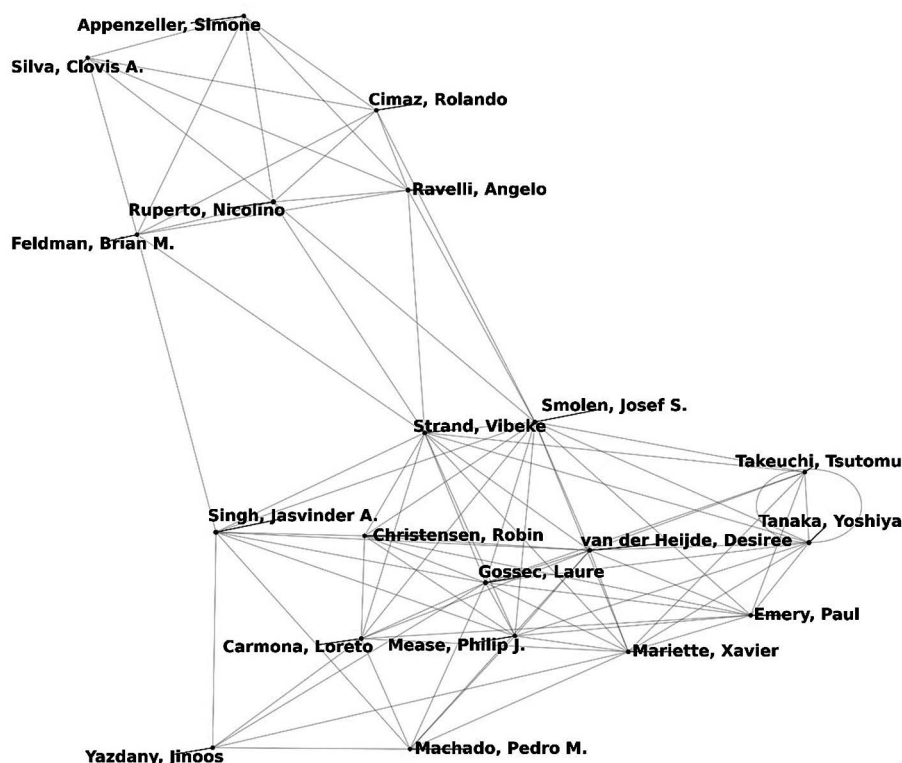 Appenzeller, Simone
Silva, Clovis A.
Cimaz, Rolando
Ravelli, Angelo
Ruperto, Nicolino
Feldman, Brian M.
Smolen, Josef S.
Strand, Vibeke
Takeuchi, Tsutomu
Singh, Jasvinder A.
Tanaka, Yoshiya
Christensen, Robin
van der Heijde, Desiree
Gossec, Laure
Emery, Paul
Carmona, Loreto
Mease, Philip J.
Mariette, Xavier
Yazdany, Jinoos
Machado, Pedro M.